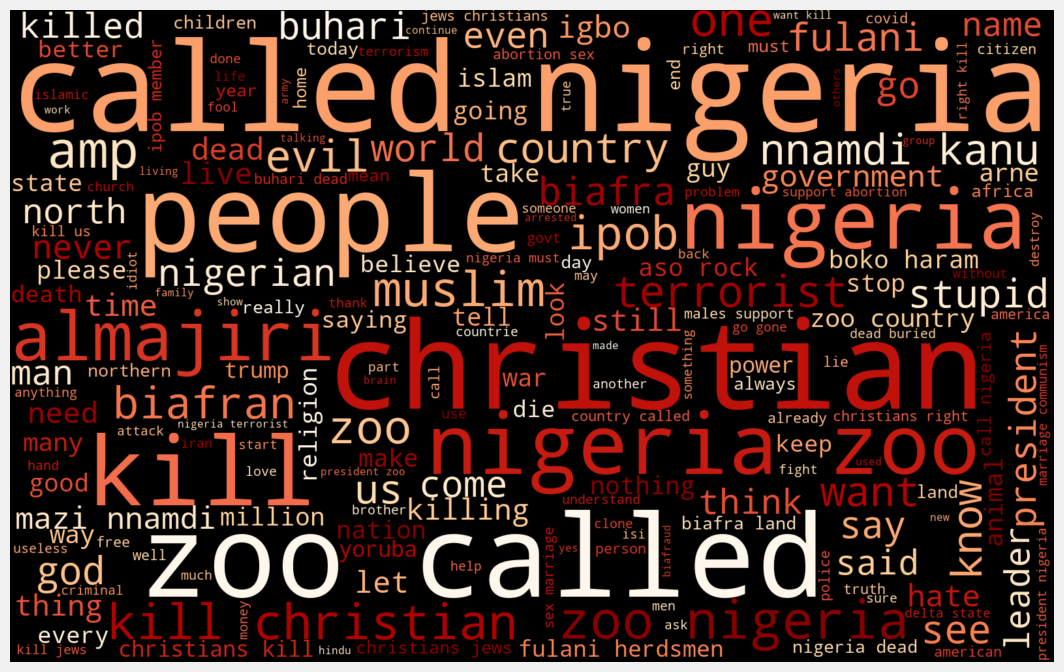 killed children buhari jews christians continue even igbo one want kill covid name
better today terrorism abortion sex right must fulani citizen
called nigeria
ipob member done life year fool army home islam going true end others go right kill
islamic work
amp talking dead evil world country guy nnamdi group kanu
living live buhari dead mean take biafra problem government arne
state church support abortion africa
north people someone women nigeria
kill us arrested ipob destroy
never govt back
please idiot nigerian believe nigeria must day aso rock boko haram
death family may muslim terrorist stop without stupid
time show really thank look males support zoo country america
almajiri saying tell countrie still go gone dead buried
christian made something
man northern trump part brain call war another power always lie
anything religion die
need biafran nigeria terrorist zoo use country called already christians right animal call nigeria president marriage communism
many attack iran start nigeria keep zoo
good hand kill love president zoo make fight used
us come nothing want land
mazi nnamdi million brother killing understand think know leader
way free nation clone isi biafra land say new
useless well yoruba zoo called yes person biafraud
god much help let sex marriage police said truth sure
criminal
thing kill christian men zoo nigeria delta state hate
every money ask see
kill jews christians kill hindu christians jews fulani herdsmen nigeria dead american president nigeria